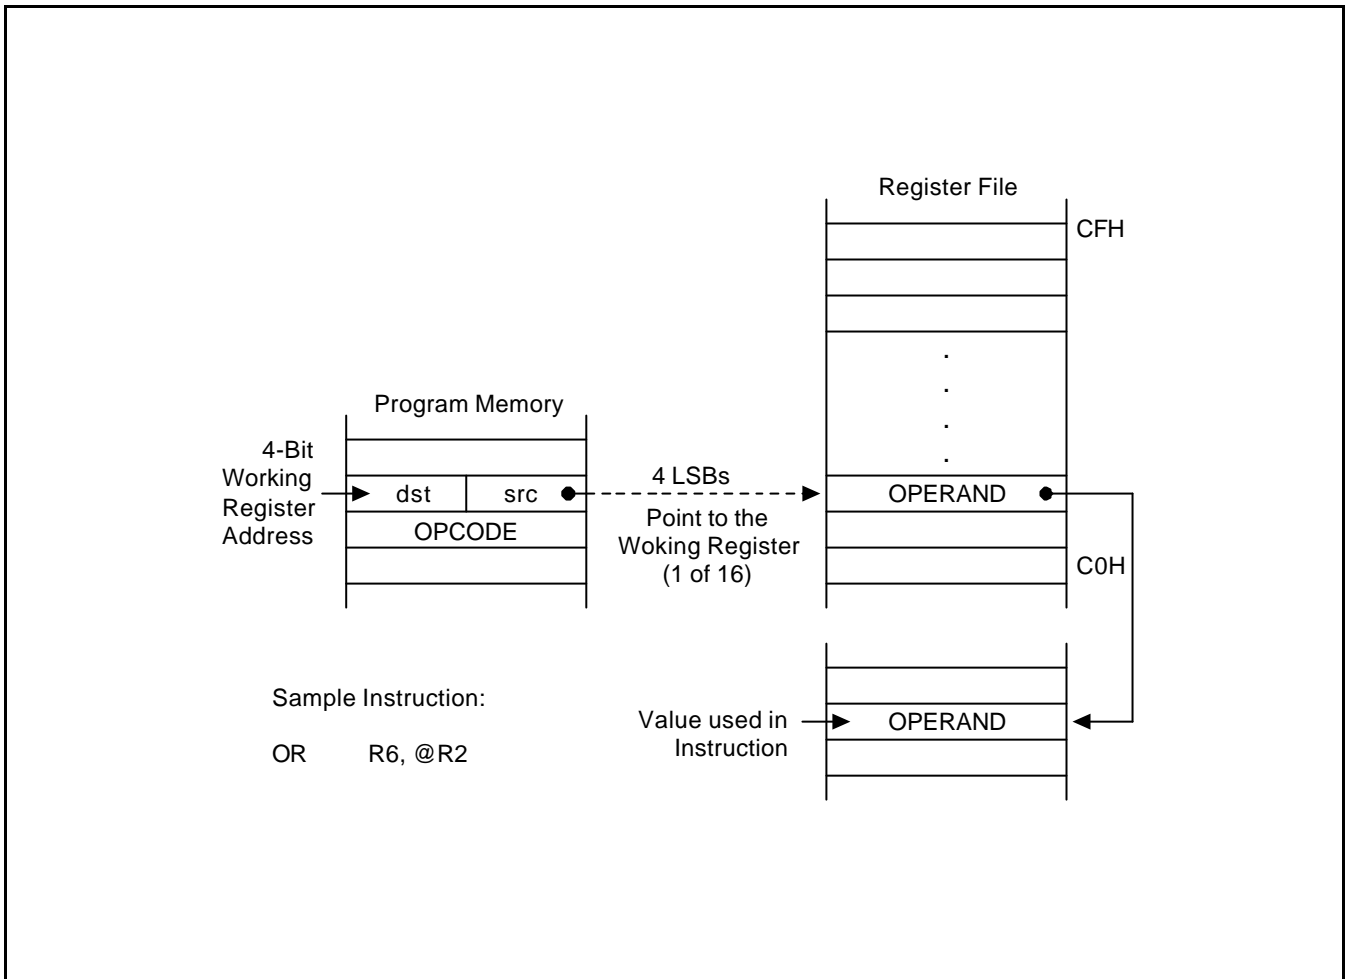 Register File
CFH
.
.
.
.
Program Memory
4-Bit
Working
Register
Address
dst src
OPCODE
4 LSBs
Point to the
Woking Register
(1 of 16)
OPERAND
C0H
Sample Instruction:
OR R6, @R2
Value used in
Instruction
OPERAND